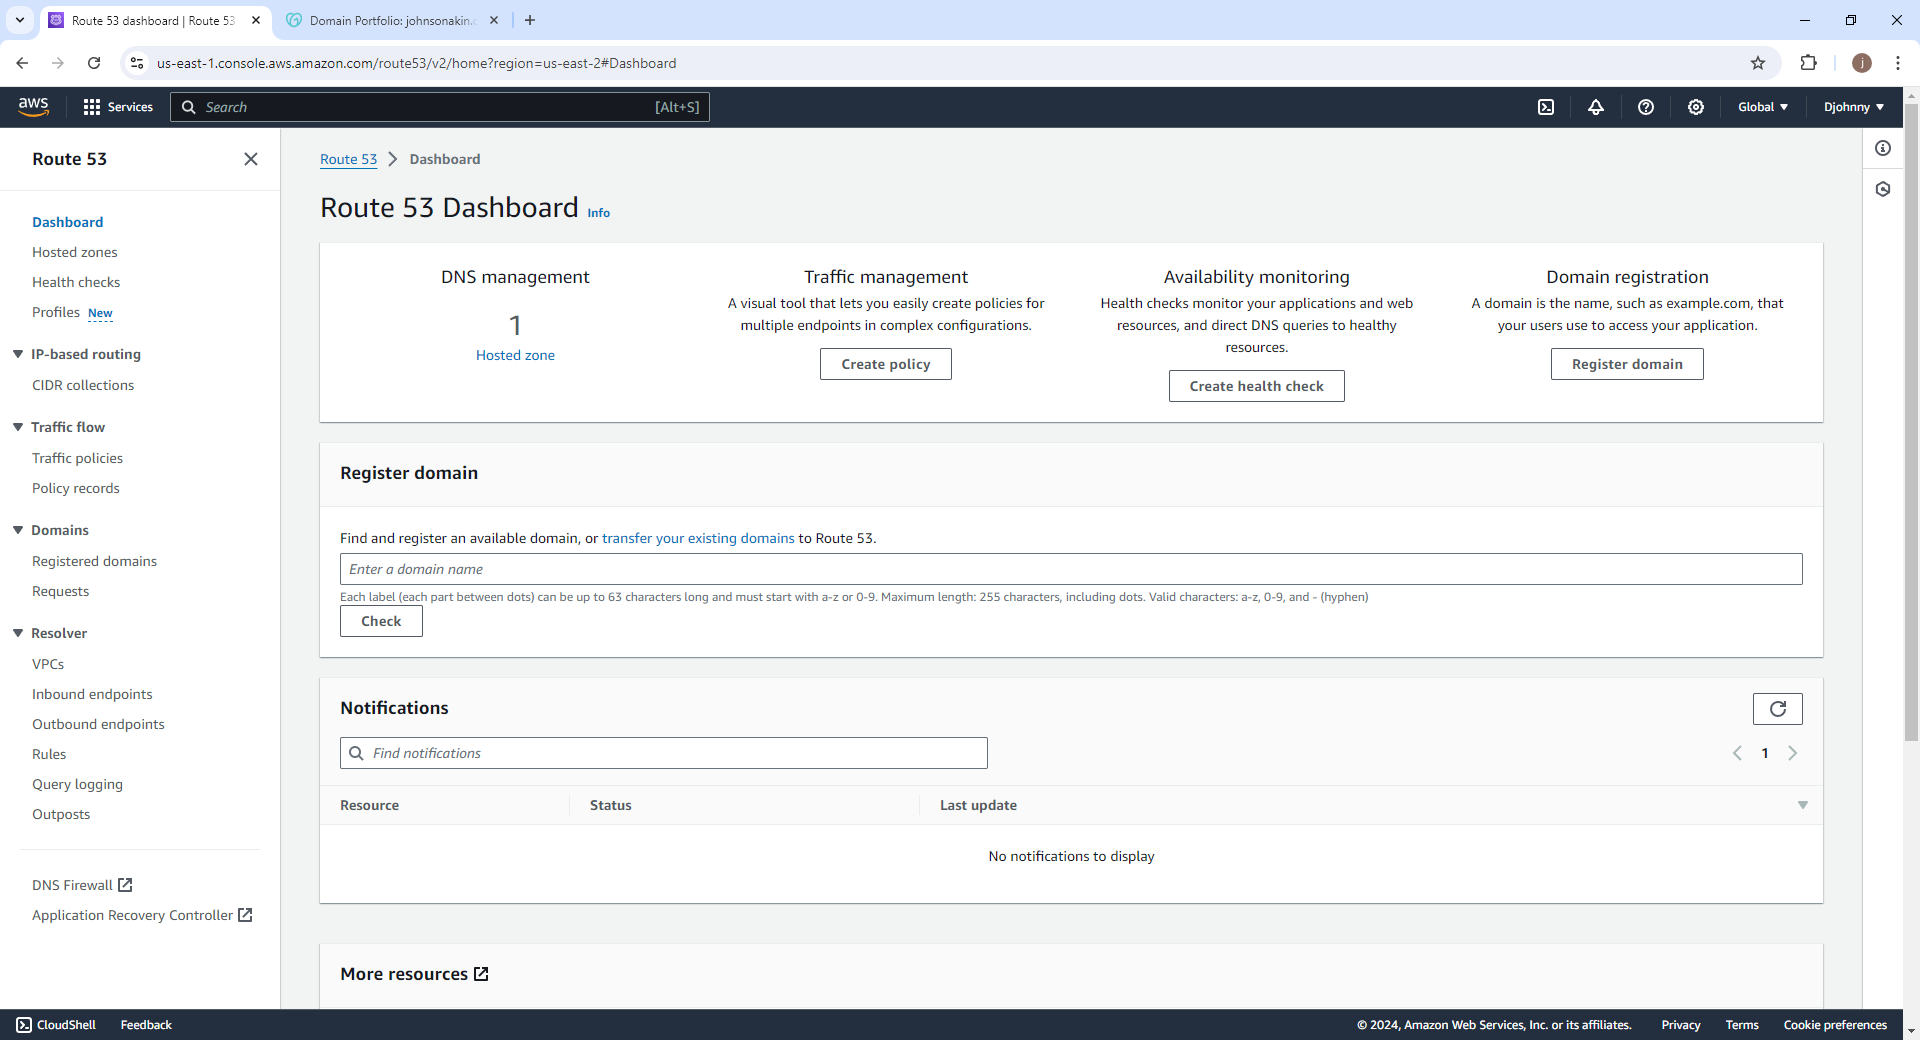 Route 53 dashboard | Route 53
Domain Portfolio: johnsonakin.c
us-east-1.console.aws.amazon.com/route53/v2/home?region=us-east-2#Dashboard
j
aws
Services
Search
[Alt+S]
Global
Djohnny
Route 53
Dashboard
Hosted zones
Health checks
Profiles New
IP-based routing
CIDR collections
Traffic flow
Traffic policies
Policy records
Domains
Registered domains
Requests
Resolver
VPCs
Inbound endpoints
Outbound endpoints
Rules
Query logging
Outposts
DNS Firewall
Application Recovery Controller
Route 53 > Dashboard
Route 53 Dashboard Info
DNS management
1
Hosted zone
Traffic management
A visual tool that lets you easily create policies for
multiple endpoints in complex configurations.
Create policy
Availability monitoring
Health checks monitor your applications and web
resources, and direct DNS queries to healthy
resources.
Create health check
Domain registration
A domain is the name, such as example.com, that
your users use to access your application.
Register domain
Register domain
Find and register an available domain, or transfer your existing domains to Route 53.
Enter a domain name
Each label (each part between dots) can be up to 63 characters long and must start with a-z or 0-9. Maximum length: 255 characters, including dots. Valid characters: a-z, 0-9, and - (hyphen)
Check
Notifications
Find notifications
1
Resource
Status
Last update
No notifications to display
More resources
CloudShell
Feedback
© 2024, Amazon Web Services, Inc. or its affiliates.
Privacy
Terms
Cookie preferences